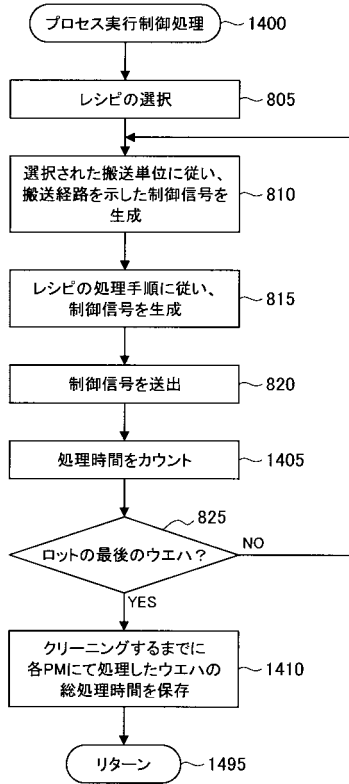 プロセス実行制御処理
1400
レシピの選択
805
選択された搬送単位に従い、
搬送経路を示した制御信号を
生成
810
レシピの処理手順に従い、
制御信号を生成
815
制御信号を送出
820
処理時間をカウント
1405
825
ロットの最後のウエハ？
NO
YES
クリーニングするまでに
各PMにて処理したウエハの
総処理時間を保存
1410
リターン
1495